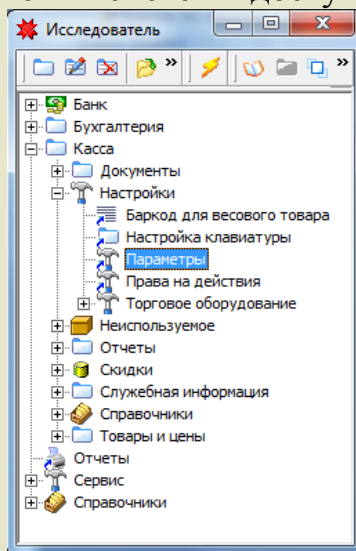 Исследователь
Банк
Бухгалтерия
Касса
Документы
Настройки
Баркод для весового товара
Настройка клавиатуры
Параметры
Права на действия
Торговое оборудование
Неиспользуемое
Отчеты
Скидки
Служебная информация
Справочники
Товары и цены
Отчеты
Сервис
Справочники